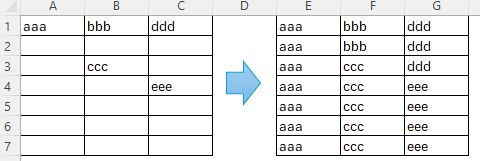 A B C D E F G
1 aaa bbb ddd aaa bbb ddd
2 aaa bbb ddd
3 ccc aaa ccc ddd
4 eee aaa ccc eee
5 aaa ccc eee
6 aaa ccc eee
7 aaa ccc eee